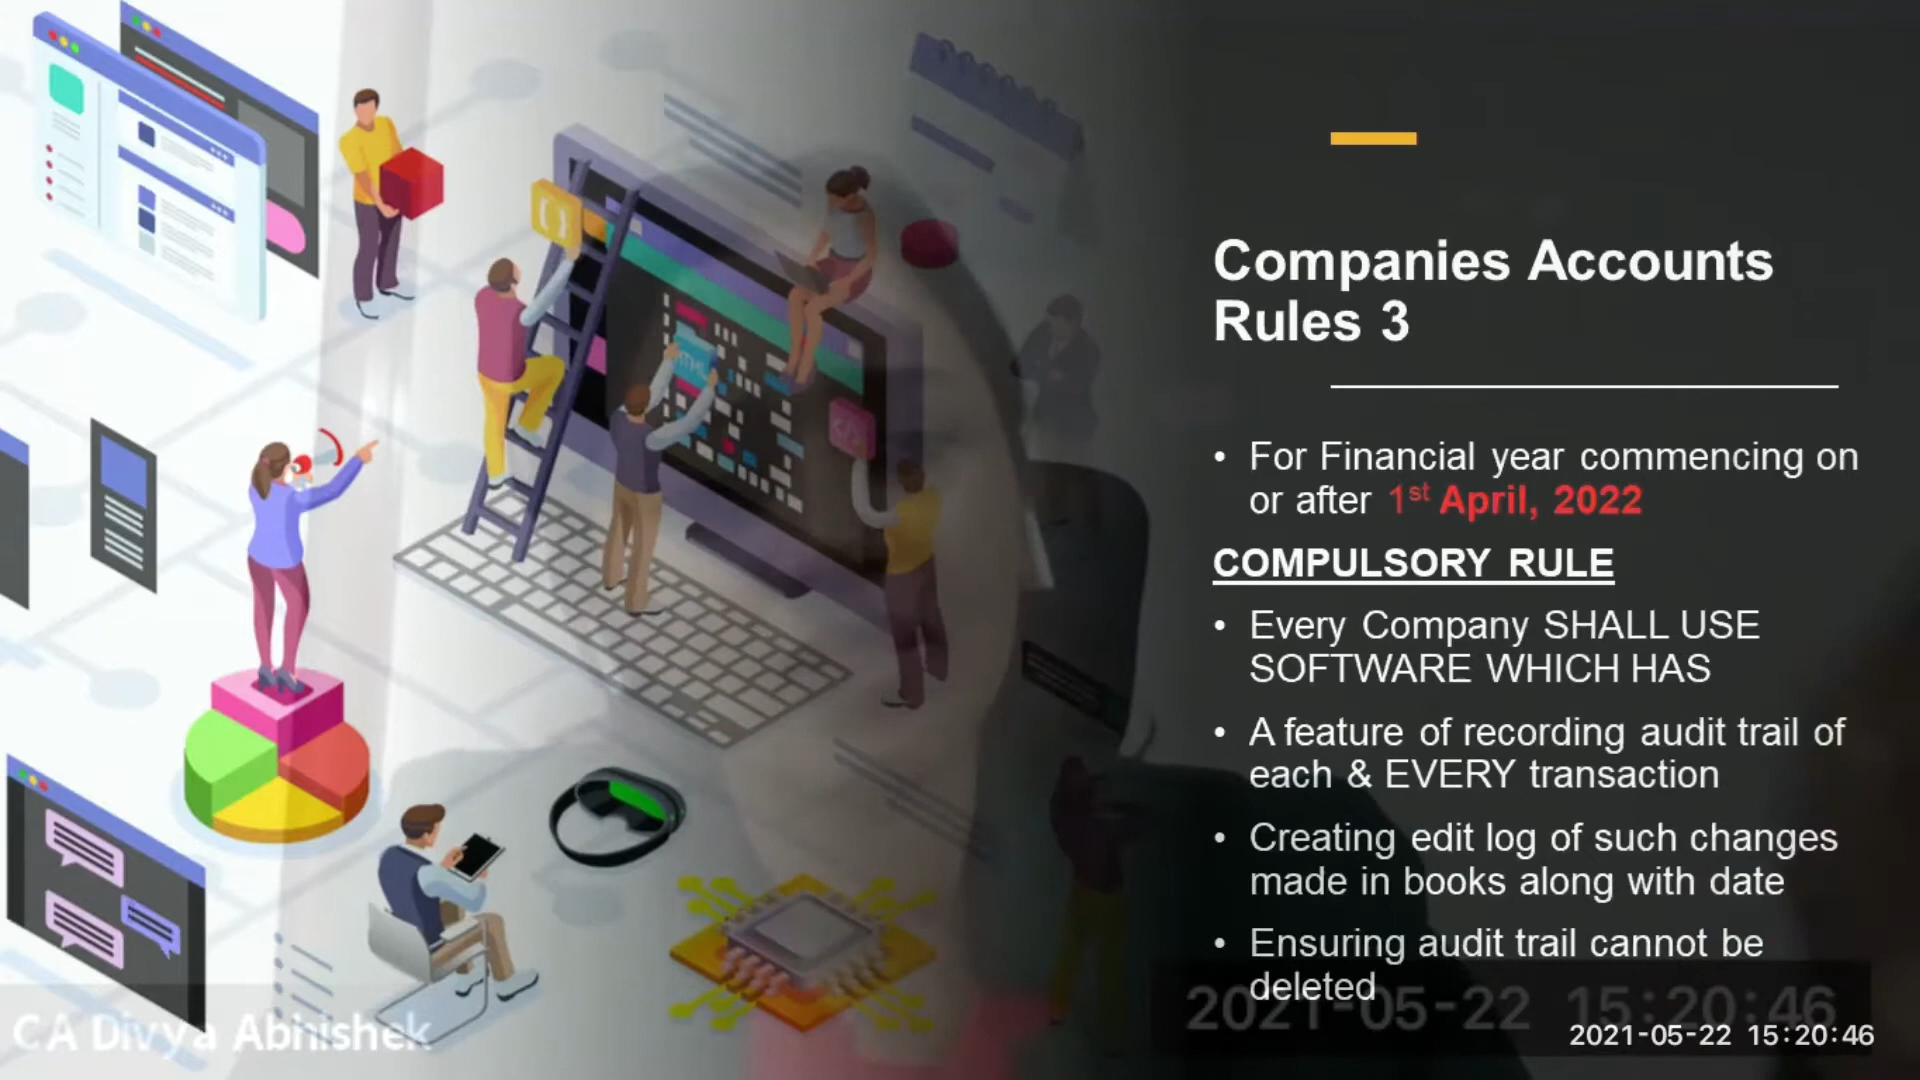 Companies Accounts
Rules 3
• For Financial year commencing on
or after 1st April, 2022
COMPULSORY RULE
• Every Company SHALL USE
SOFTWARE WHICH HAS
• A feature of recording audit trail of
each & EVERY transaction
• Creating edit log of such changes
made in books along with date
• Ensuring audit trail cannot be
deleted
2021-05-22 15:20:46
CA Divya Abhishek
2021-05-22 15:20:46